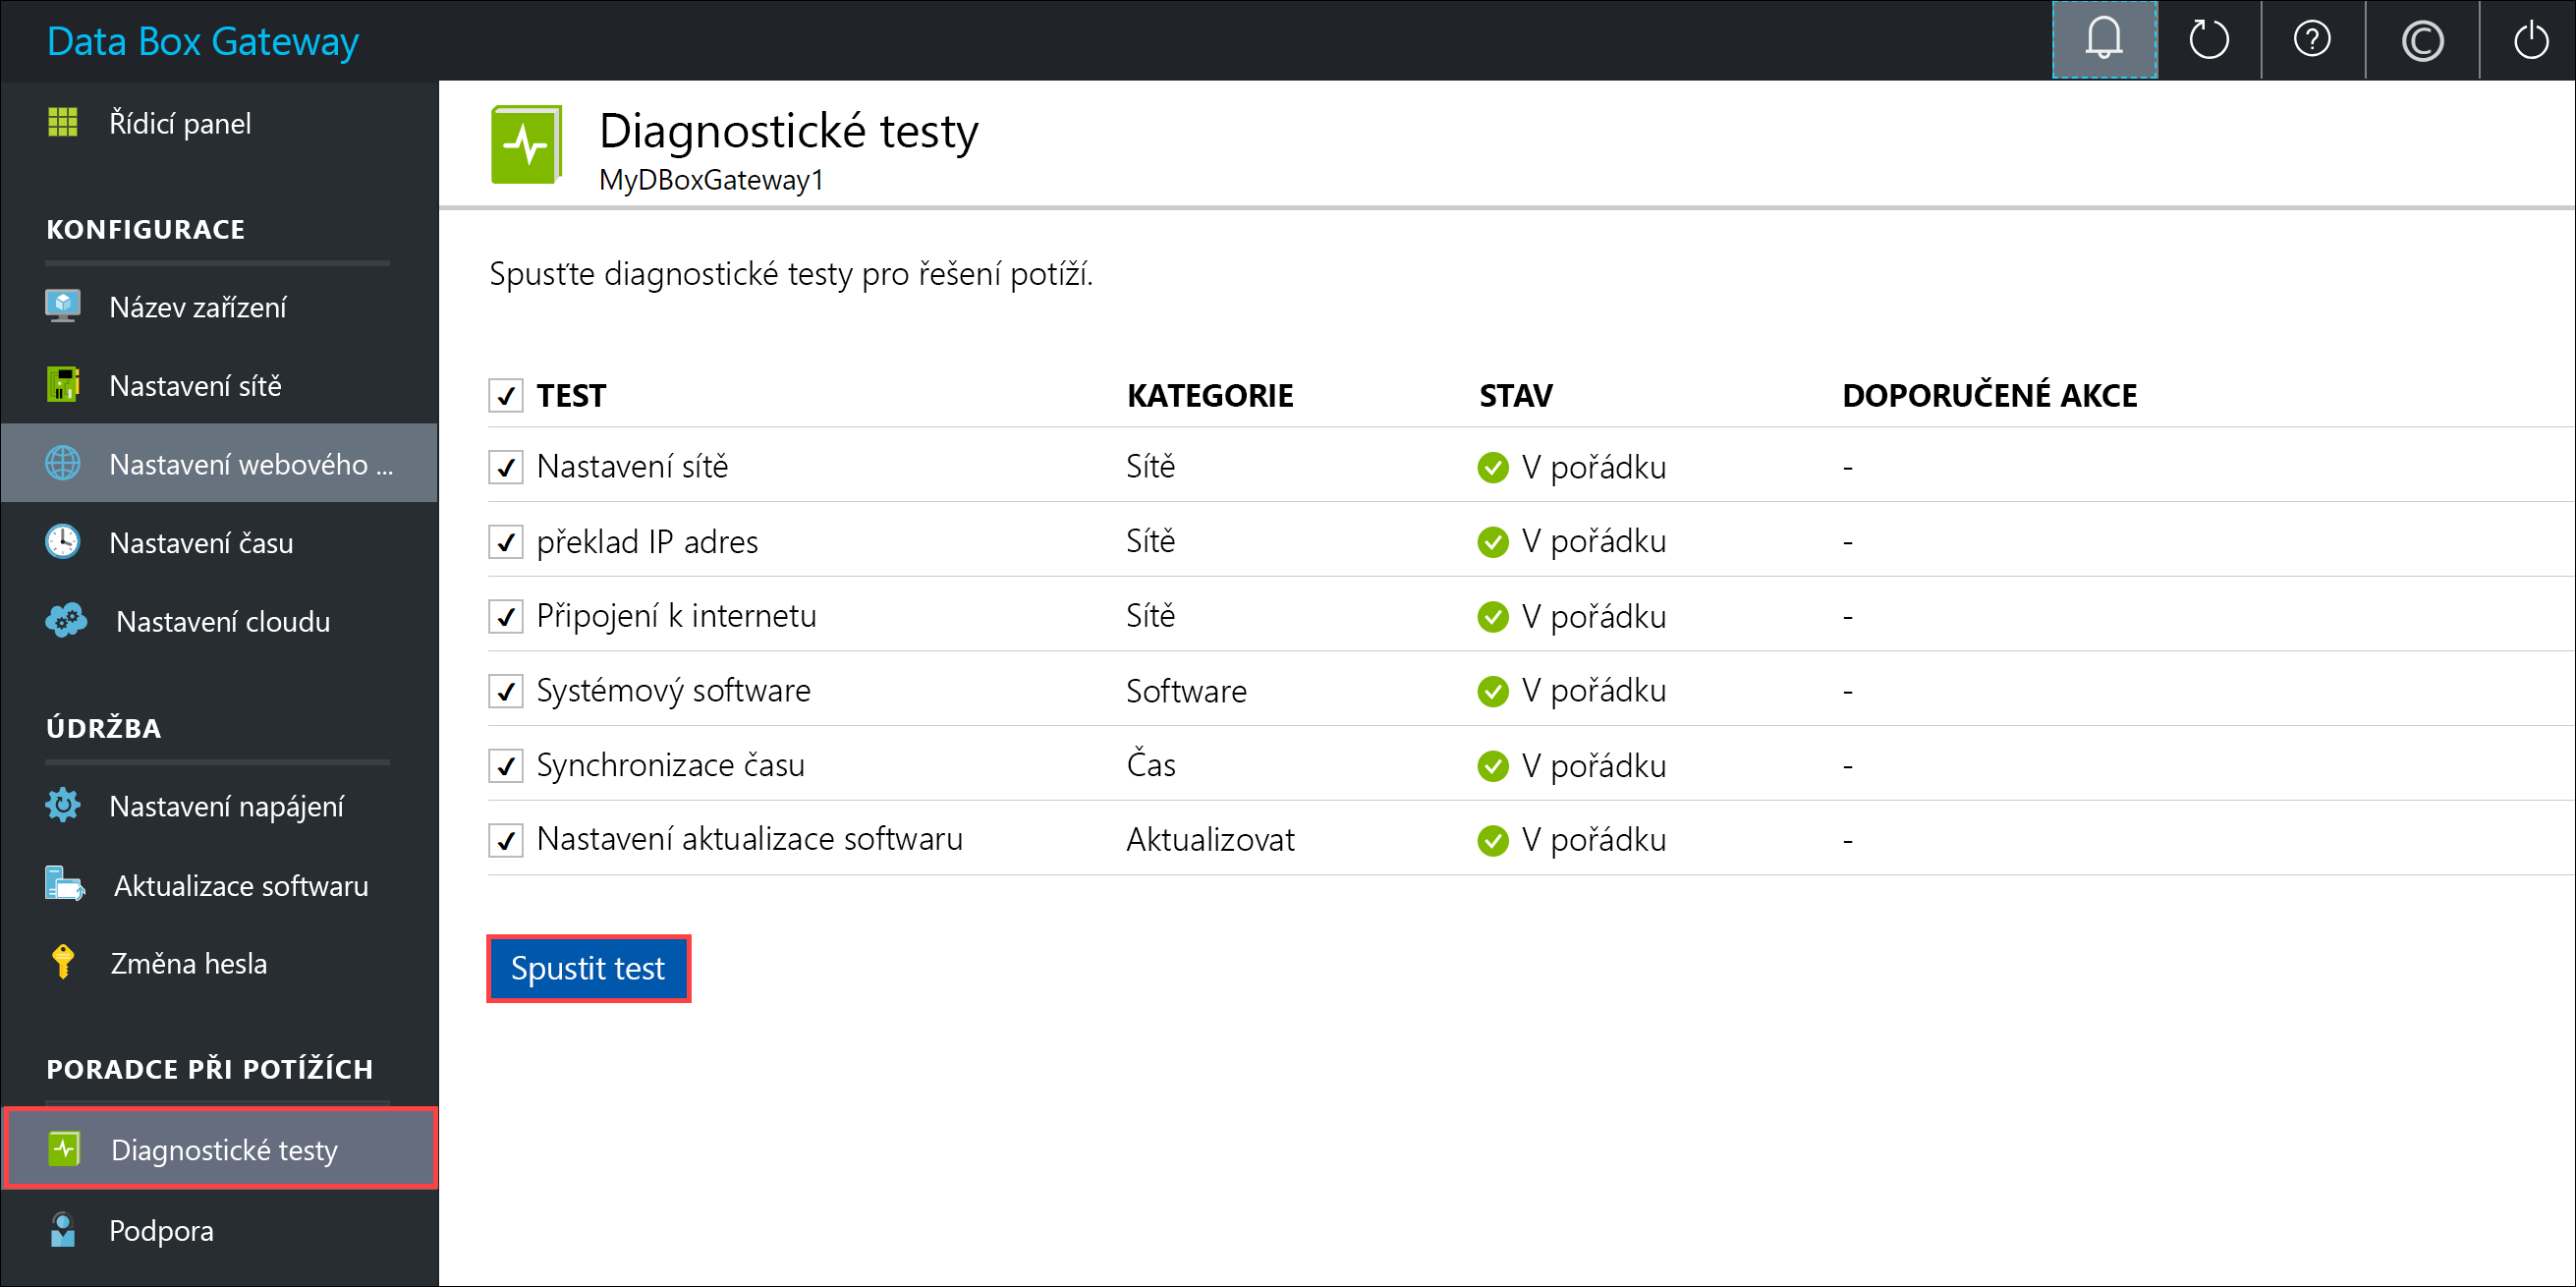 Data Box Gateway
©
Řídicí panel
KONFIGURACE
Název zařízení
Nastavení sítě
Nastavení webového ...
Nastavení času
Nastavení cloudu
ÚDRŽBA
Nastavení napájení
Aktualizace softwaru
Změna hesla
PORADCE PŘI POTÍŽÍCH
Diagnostické testy
Podpora
Diagnostické testy
MyDBoxGateway1
Spusťte diagnostické testy pro řešení potíží.
TEST KATEGORIE STAV DOPORUČENÉ AKCE
Nastavení sítě Sítě V pořádku -
překlad IP adres Sítě V pořádku -
Připojení k internetu Sítě V pořádku -
Systémový software Software V pořádku -
Synchronizace času Čas V pořádku -
Nastavení aktualizace softwaru Aktualizovat V pořádku -
Spustit test